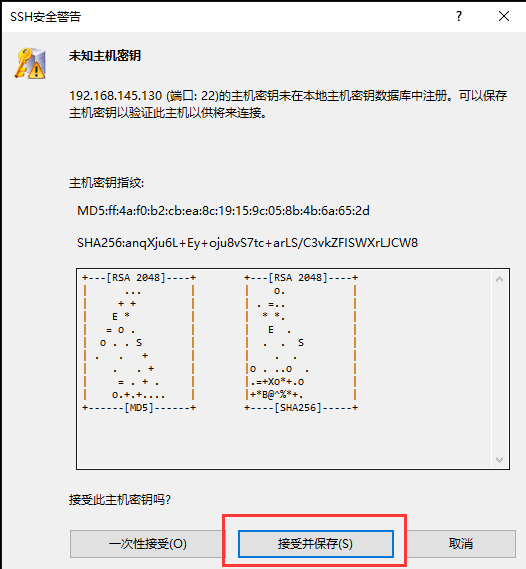 SSH安全警告
未知主机密钥
192.168.145.130 (端口: 22)的主机密钥未在本地主机密钥数据库中注册。可以保存
主机密钥以验证此主机以供将来连接。
主机密钥指纹:
MD5:ff:4a:f0:b2:cb:ea:8c:19:15:9c:05:8b:4b:6a:65:2d
SHA256:anqXju6L+Ey+oju8vS7tc+arLS/C3vkZFISWXrLJCW8
+---[RSA 2048]----+        +---[RSA 2048]----+
|      ...        |        |    o.           |
|     + +         |        | . =..           |
|    E *          |        |  * *.           |
|   = o .         |        |   E  .          |
|  o . . S        |        |  .  .  S        |
| .   .   +       |        |    .  .         |
|    .   . +      |        |o . ..o  .       |
|     = . + .     |        |.=+Xo*+.o        |
|    o.+.+....    |        |+*B@^%*+.        |
+------[MD5]------+        +----[SHA256]-----+
接受此主机密钥吗?
一次性接受(O) 接受并保存(S) 取消